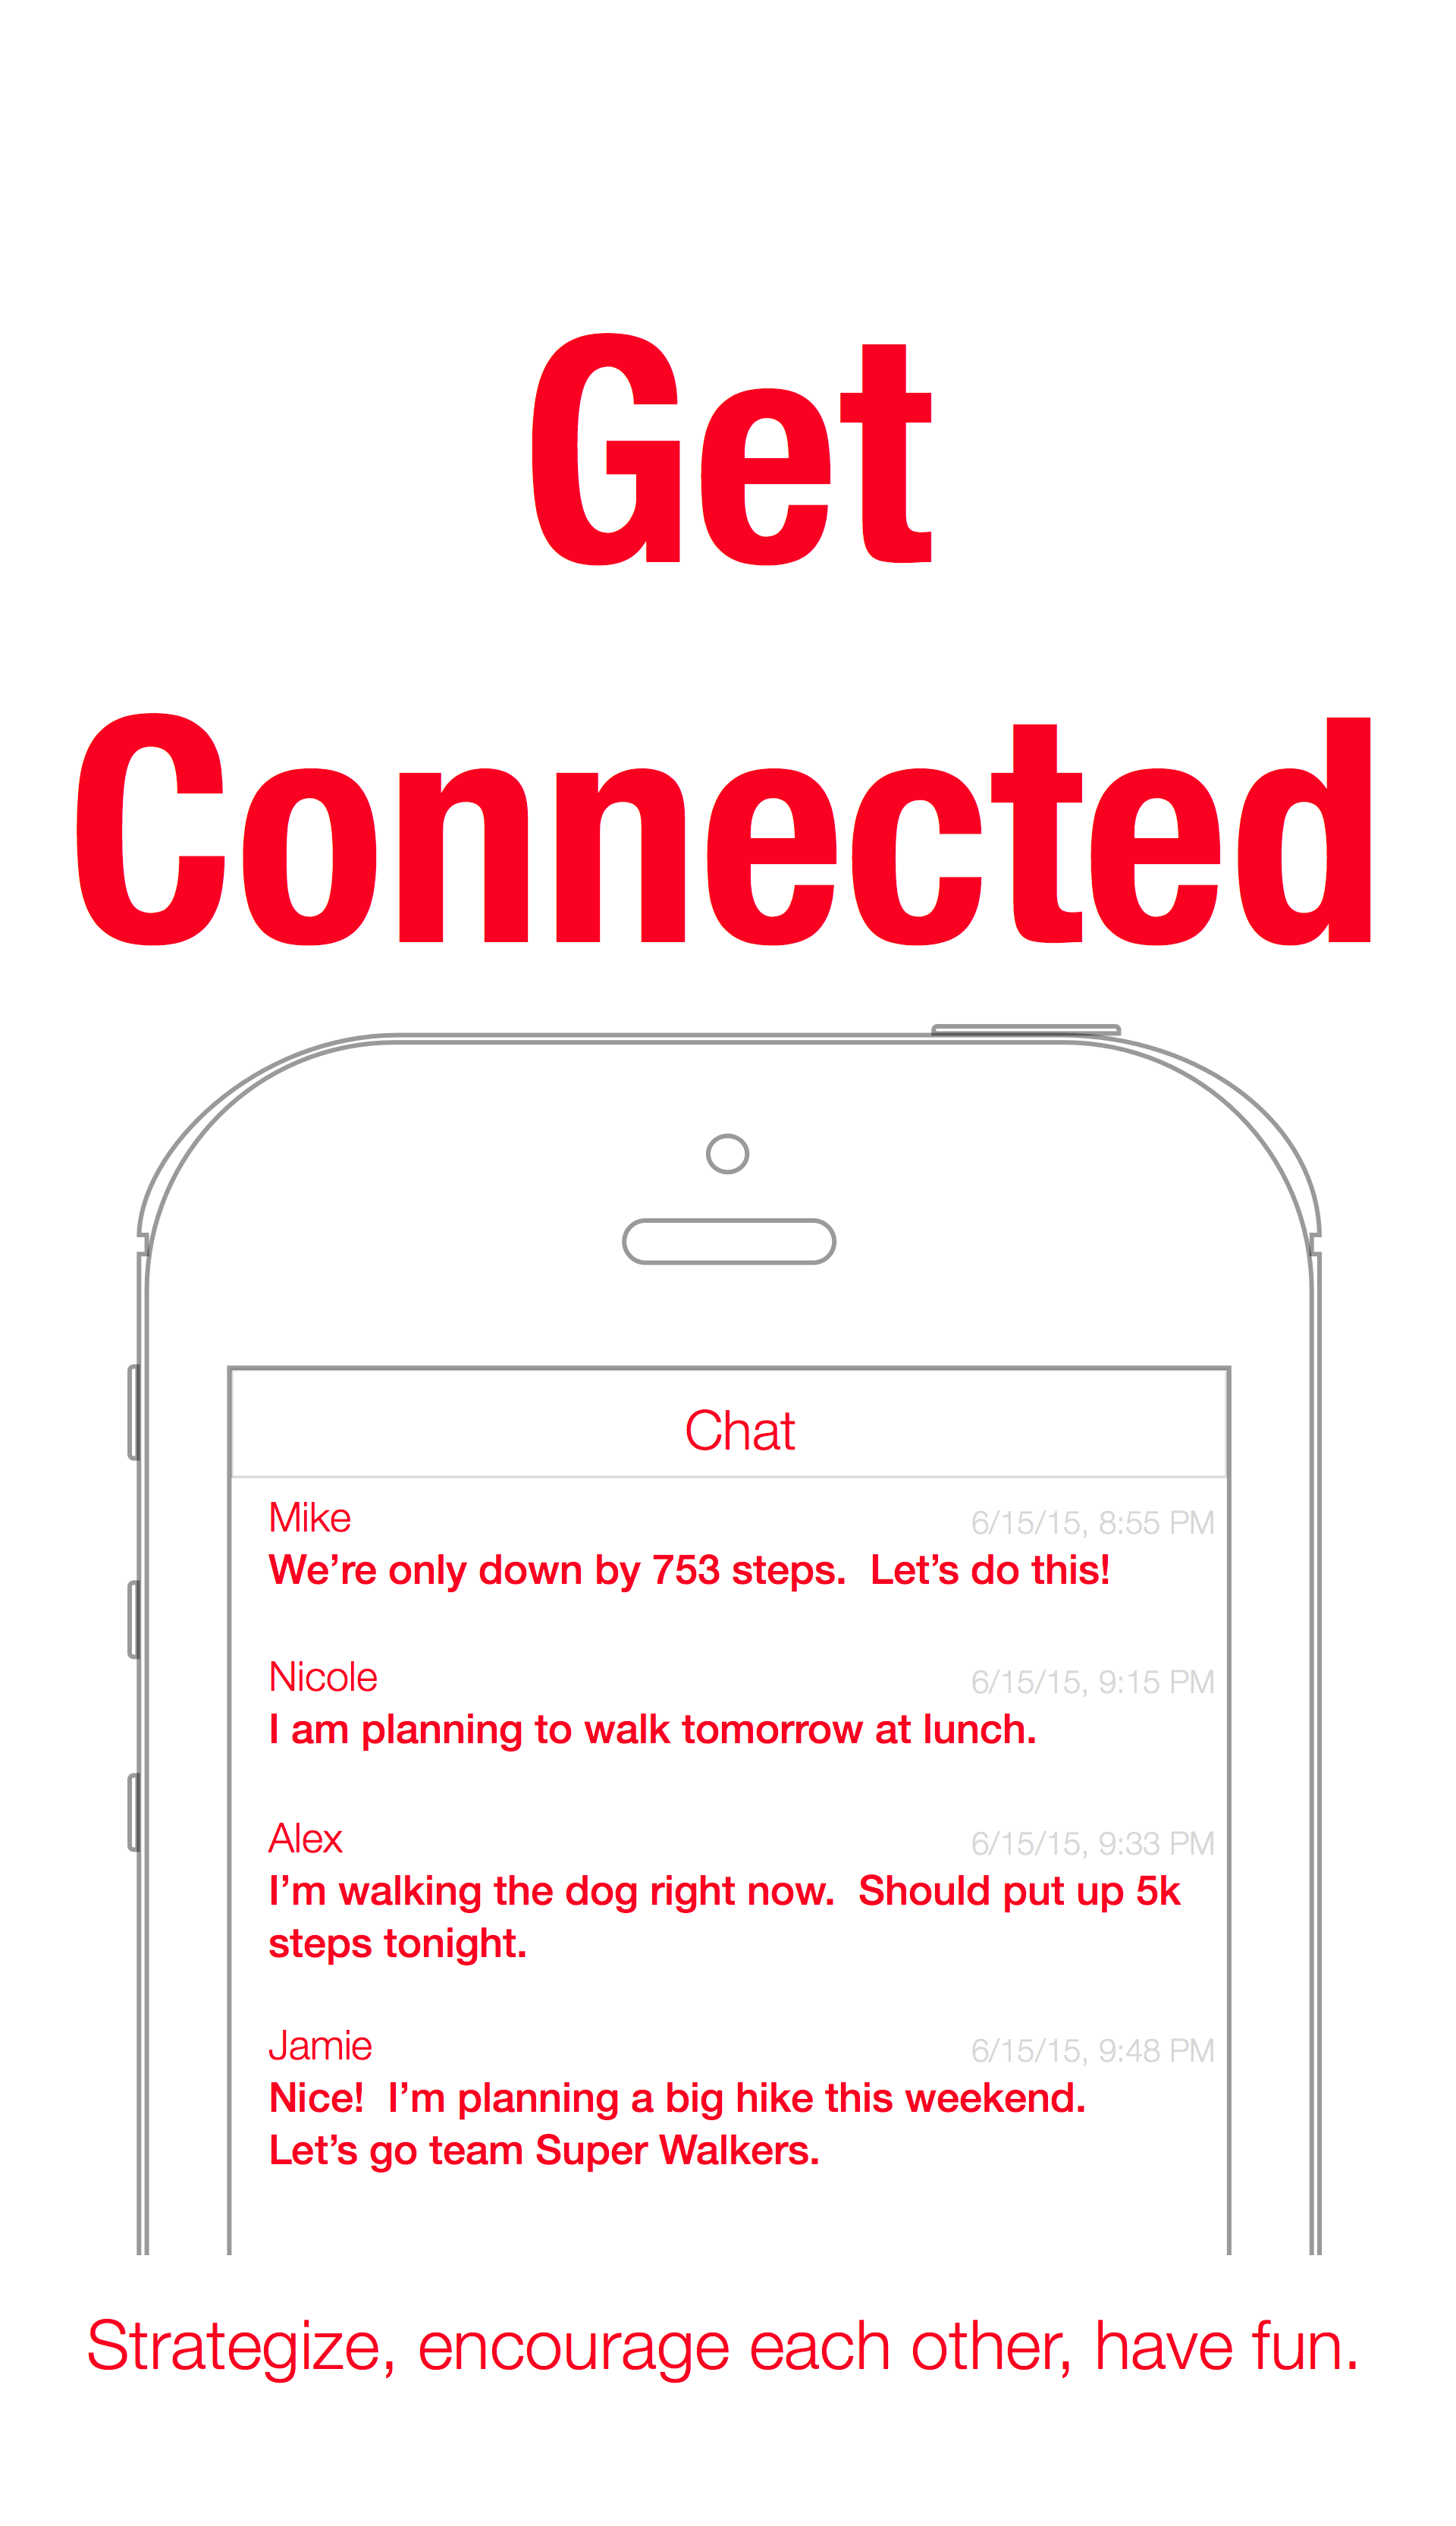 Get
Connected
Chat
Mike 6/15/15, 8:55 PM
We’re only down by 753 steps.  Let’s do this!
Nicole 6/15/15, 9:15 PM
I am planning to walk tomorrow at lunch.
Alex 6/15/15, 9:33 PM
I’m walking the dog right now.  Should put up 5k
steps tonight.
Jamie 6/15/15, 9:48 PM
Nice!  I’m planning a big hike this weekend.
Let’s go team Super Walkers.
Strategize, encourage each other, have fun.